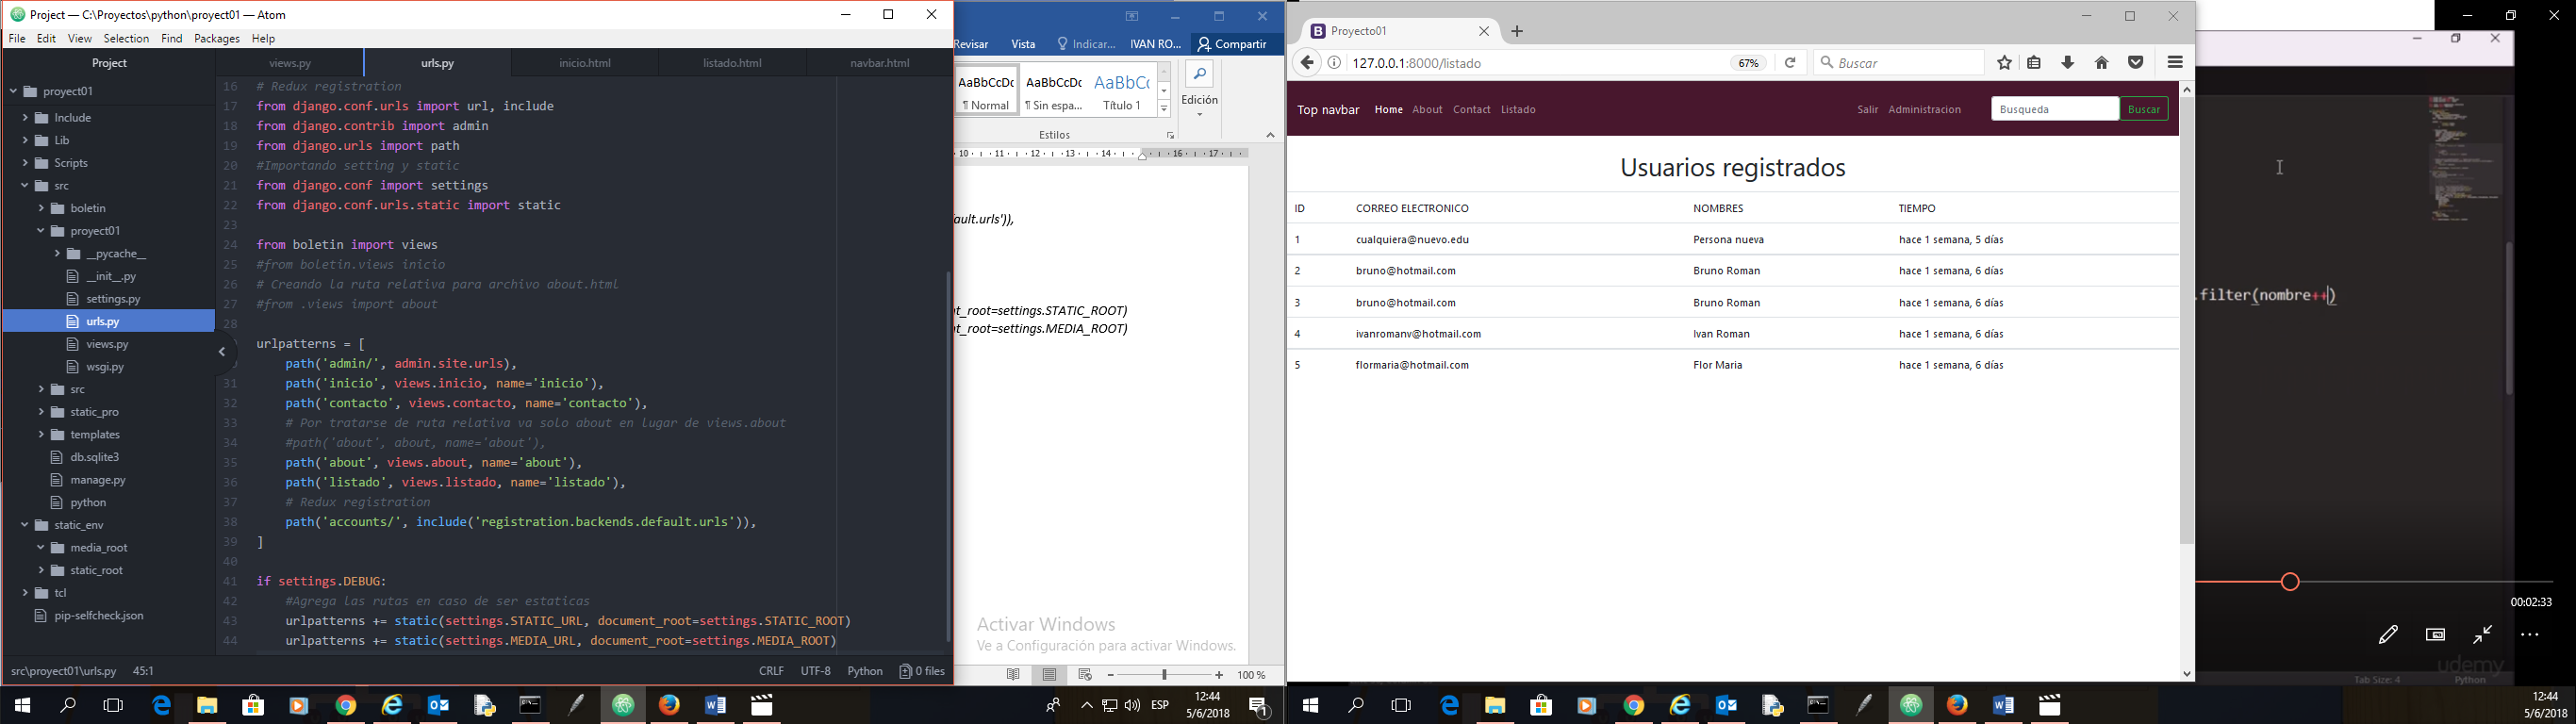 Project — C:\Proyectos\python\proyect01 — Atom
File Edit View Selection Find Packages Help
Project
proyect01
Include
Lib
Scripts
src
boletin
proyect01
__pycache__
__init__.py
settings.py
urls.py
views.py
wsgi.py
src
static_pro
templates
db.sqlite3
manage.py
python
static_env
media_root
static_root
tcl
pip-selfcheck.json
views.py urls.py inicio.html listado.html navbar.html
16 # Redux registration
17 from django.conf.urls import url, include
18 from django.contrib import admin
19 from django.urls import path
20 #Importando setting y static
21 from django.conf import settings
22 from django.conf.urls.static import static
23
24 from boletin import views
25 #from boletin.views inicio
26 # Creando la ruta relativa para archivo about.html
27 #from .views import about
28
urlpatterns = [
path('admin/', admin.site.urls),
31 path('inicio', views.inicio, name='inicio'),
32 path('contacto', views.contacto, name='contacto'),
33 # Por tratarse de ruta relativa va solo about en lugar de views.about
34 #path('about', about, name='about'),
35 path('about', views.about, name='about'),
36 path('listado', views.listado, name='listado'),
37 # Redux registration
38 path('accounts/', include('registration.backends.default.urls')),
39 ]
40
41 if settings.DEBUG:
42 #Agrega las rutas en caso de ser estaticas
43 urlpatterns += static(settings.STATIC_URL, document_root=settings.STATIC_ROOT)
44 urlpatterns += static(settings.MEDIA_URL, document_root=settings.MEDIA_ROOT)
src\proyect01\urls.py 45:1 CRLF UTF-8 Python 0 files
Revisar Vista Indicar... IVAN RO... Compartir
AaBbCcDc AaBbCcDc AaBbCc
¶ Normal ¶ Sin espa... Título 1
Edición
Estilos
10 11 12 13 14 16 17
fault.urls')),
nt_root=settings.STATIC_ROOT)
nt_root=settings.MEDIA_ROOT)
Activar Windows
Ve a Configuración para activar Windows.
100 %
12:44
ESP
5/6/2018
1
Proyecto01
127.0.0.1:8000/listado 67% Buscar
Top navbar Home About Contact Listado Salir Administracion Busqueda Buscar
Usuarios registrados
ID CORREO ELECTRONICO NOMBRES TIEMPO
1 cualquiera@nuevo.edu Persona nueva hace 1 semana, 5 días
2 bruno@hotmail.com Bruno Roman hace 1 semana, 6 días
3 bruno@hotmail.com Bruno Roman hace 1 semana, 6 días
4 ivanromanv@hotmail.com Ivan Roman hace 1 semana, 6 días
5 flormaria@hotmail.com Flor Maria hace 1 semana, 6 días
.filter(nombre++)
00:02:33
udemy
Tab Size: 4 Python
12:44
5/6/2018